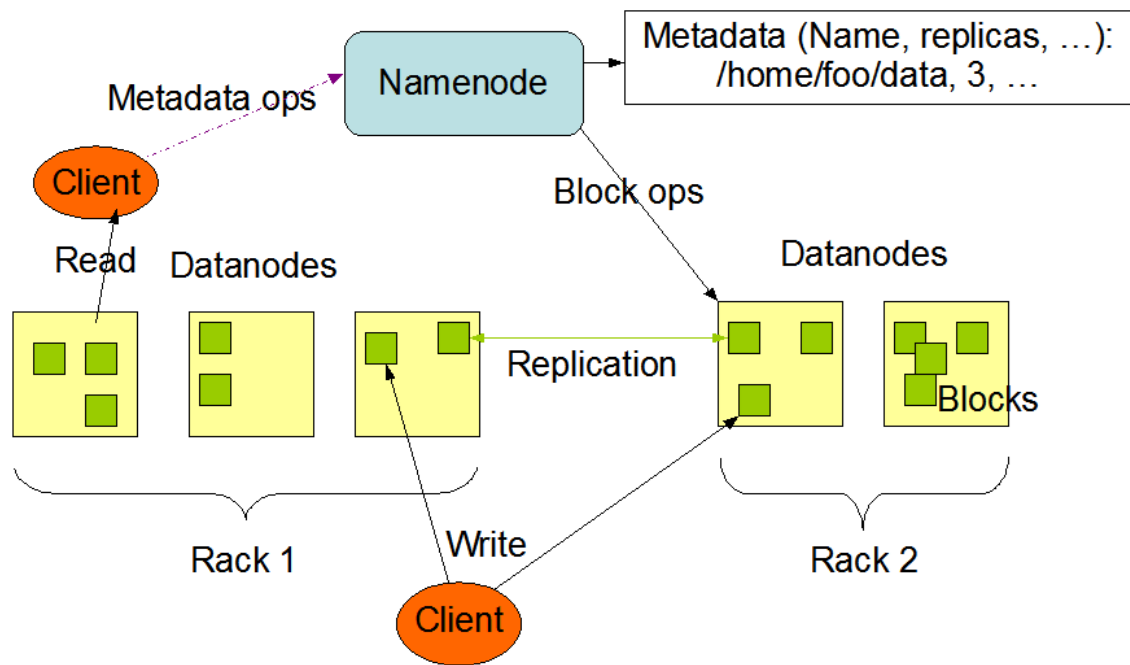 Metadata (Name, replicas, …):
/home/foo/data, 3, …
Namenode
Metadata ops
Client
Block ops
Read
Datanodes
Datanodes
Replication
Blocks
Rack 1
Write
Rack 2
Client